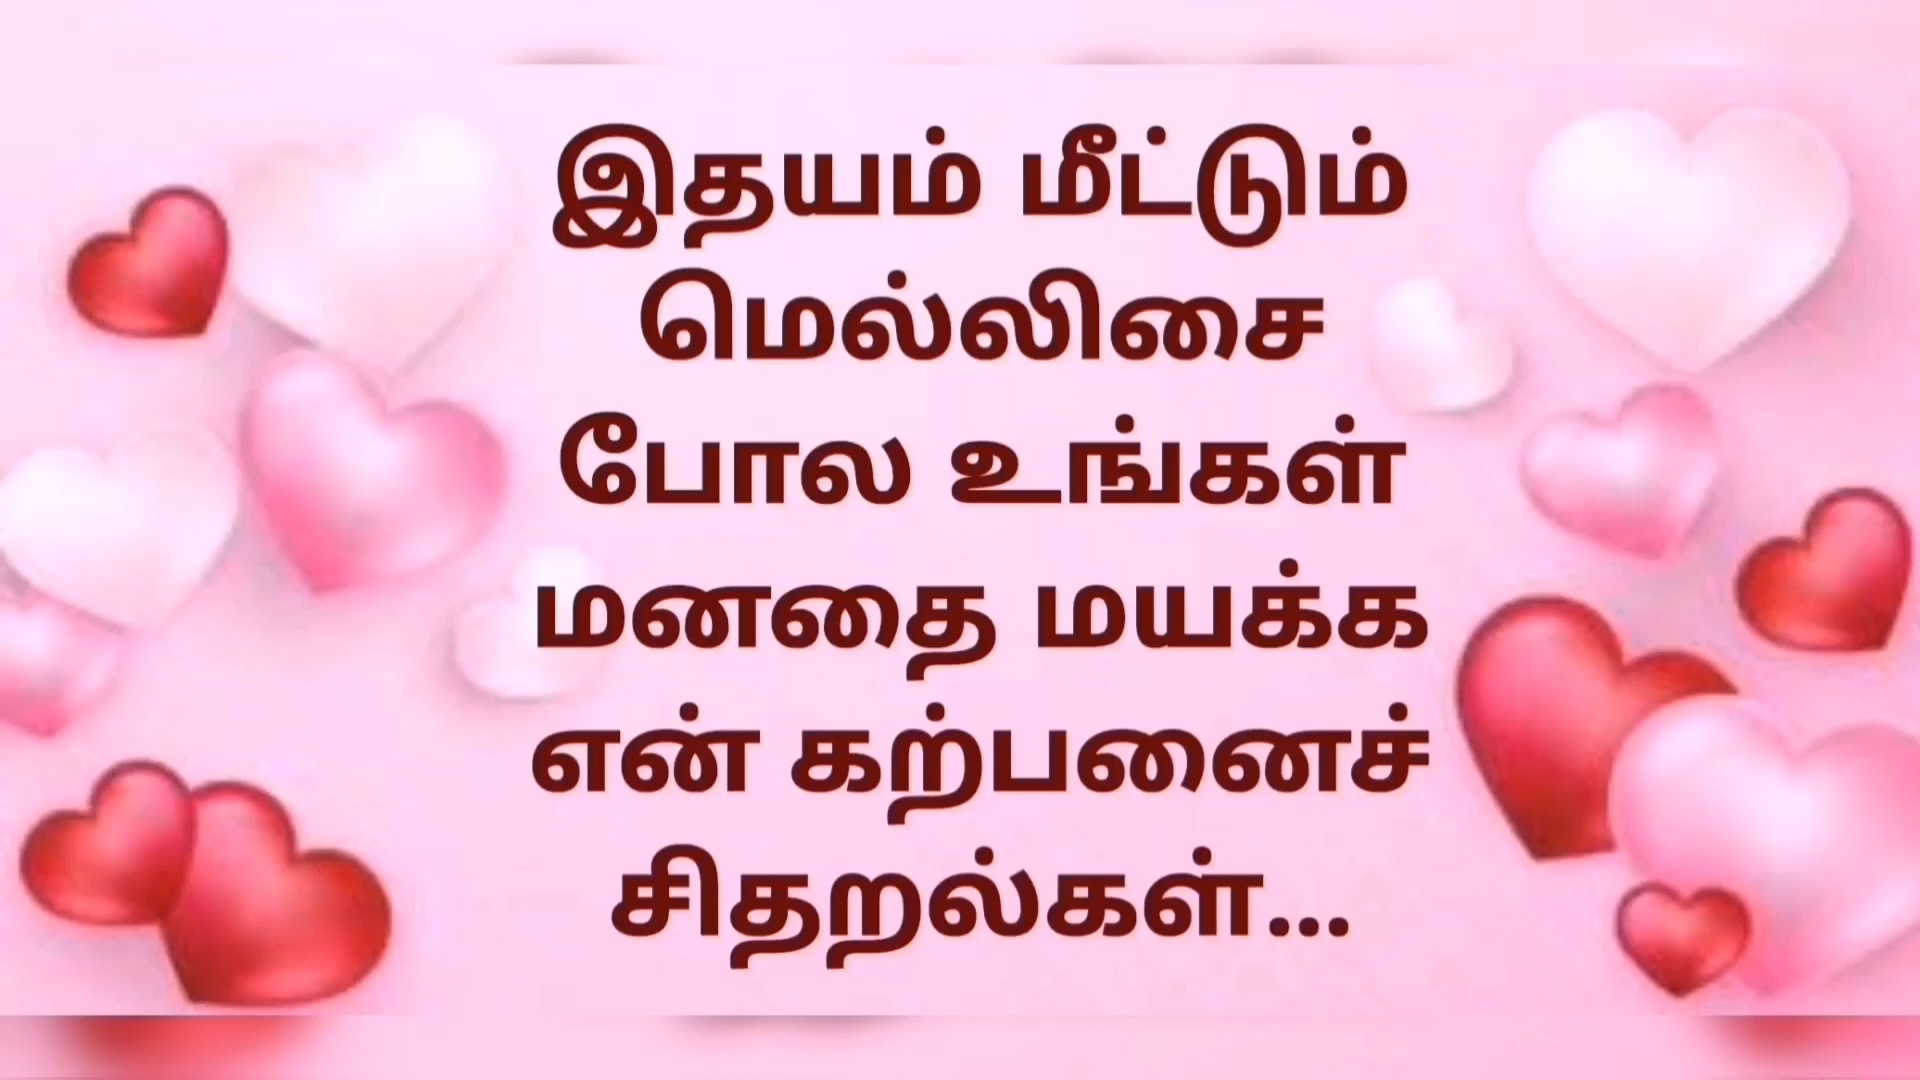 இதயம் மீட்டும்
மெல்லிசை
போல உங்கள்
மனதை மயக்க
என் கற்பனைச்
சிதறல்கள்...